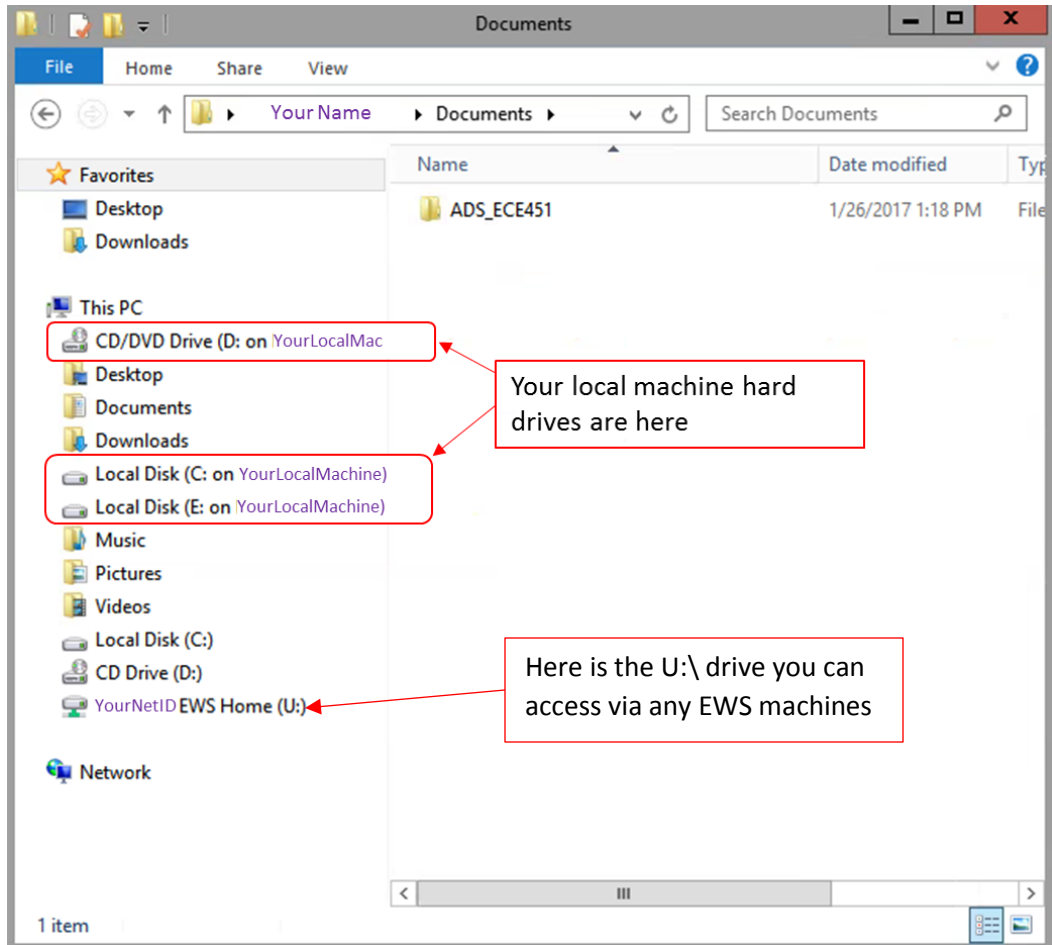 Documents
File Home Share View
Your Name Documents Search Documents
Name Date modified Typ
Favorites
Desktop
Downloads
ADS_ECE451 1/26/2017 1:18 PM File
This PC
CD/DVD Drive (D: on YourLocalMac
Desktop
Documents
Downloads
Local Disk (C: on YourLocalMachine)
Local Disk (E: on YourLocalMachine)
Music
Pictures
Videos
Local Disk (C:)
CD Drive (D:)
YourNetID EWS Home (U:)
Network
Your local machine hard
drives are here
Here is the U:\ drive you can
access via any EWS machines
1 item